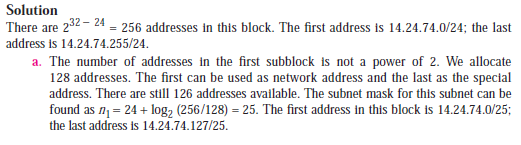 Solution
There are 2³²⁻²⁴ = 256 addresses in this block. The first address is 14.24.74.0/24; the last
address is 14.24.74.255/24.
a. The number of addresses in the first subblock is not a power of 2. We allocate
128 addresses. The first can be used as network address and the last as the special
address. There are still 126 addresses available. The subnet mask for this subnet can be
found as n₁ = 24 + log₂ (256/128) = 25. The first address in this block is 14.24.74.0/25;
the last address is 14.24.74.127/25.